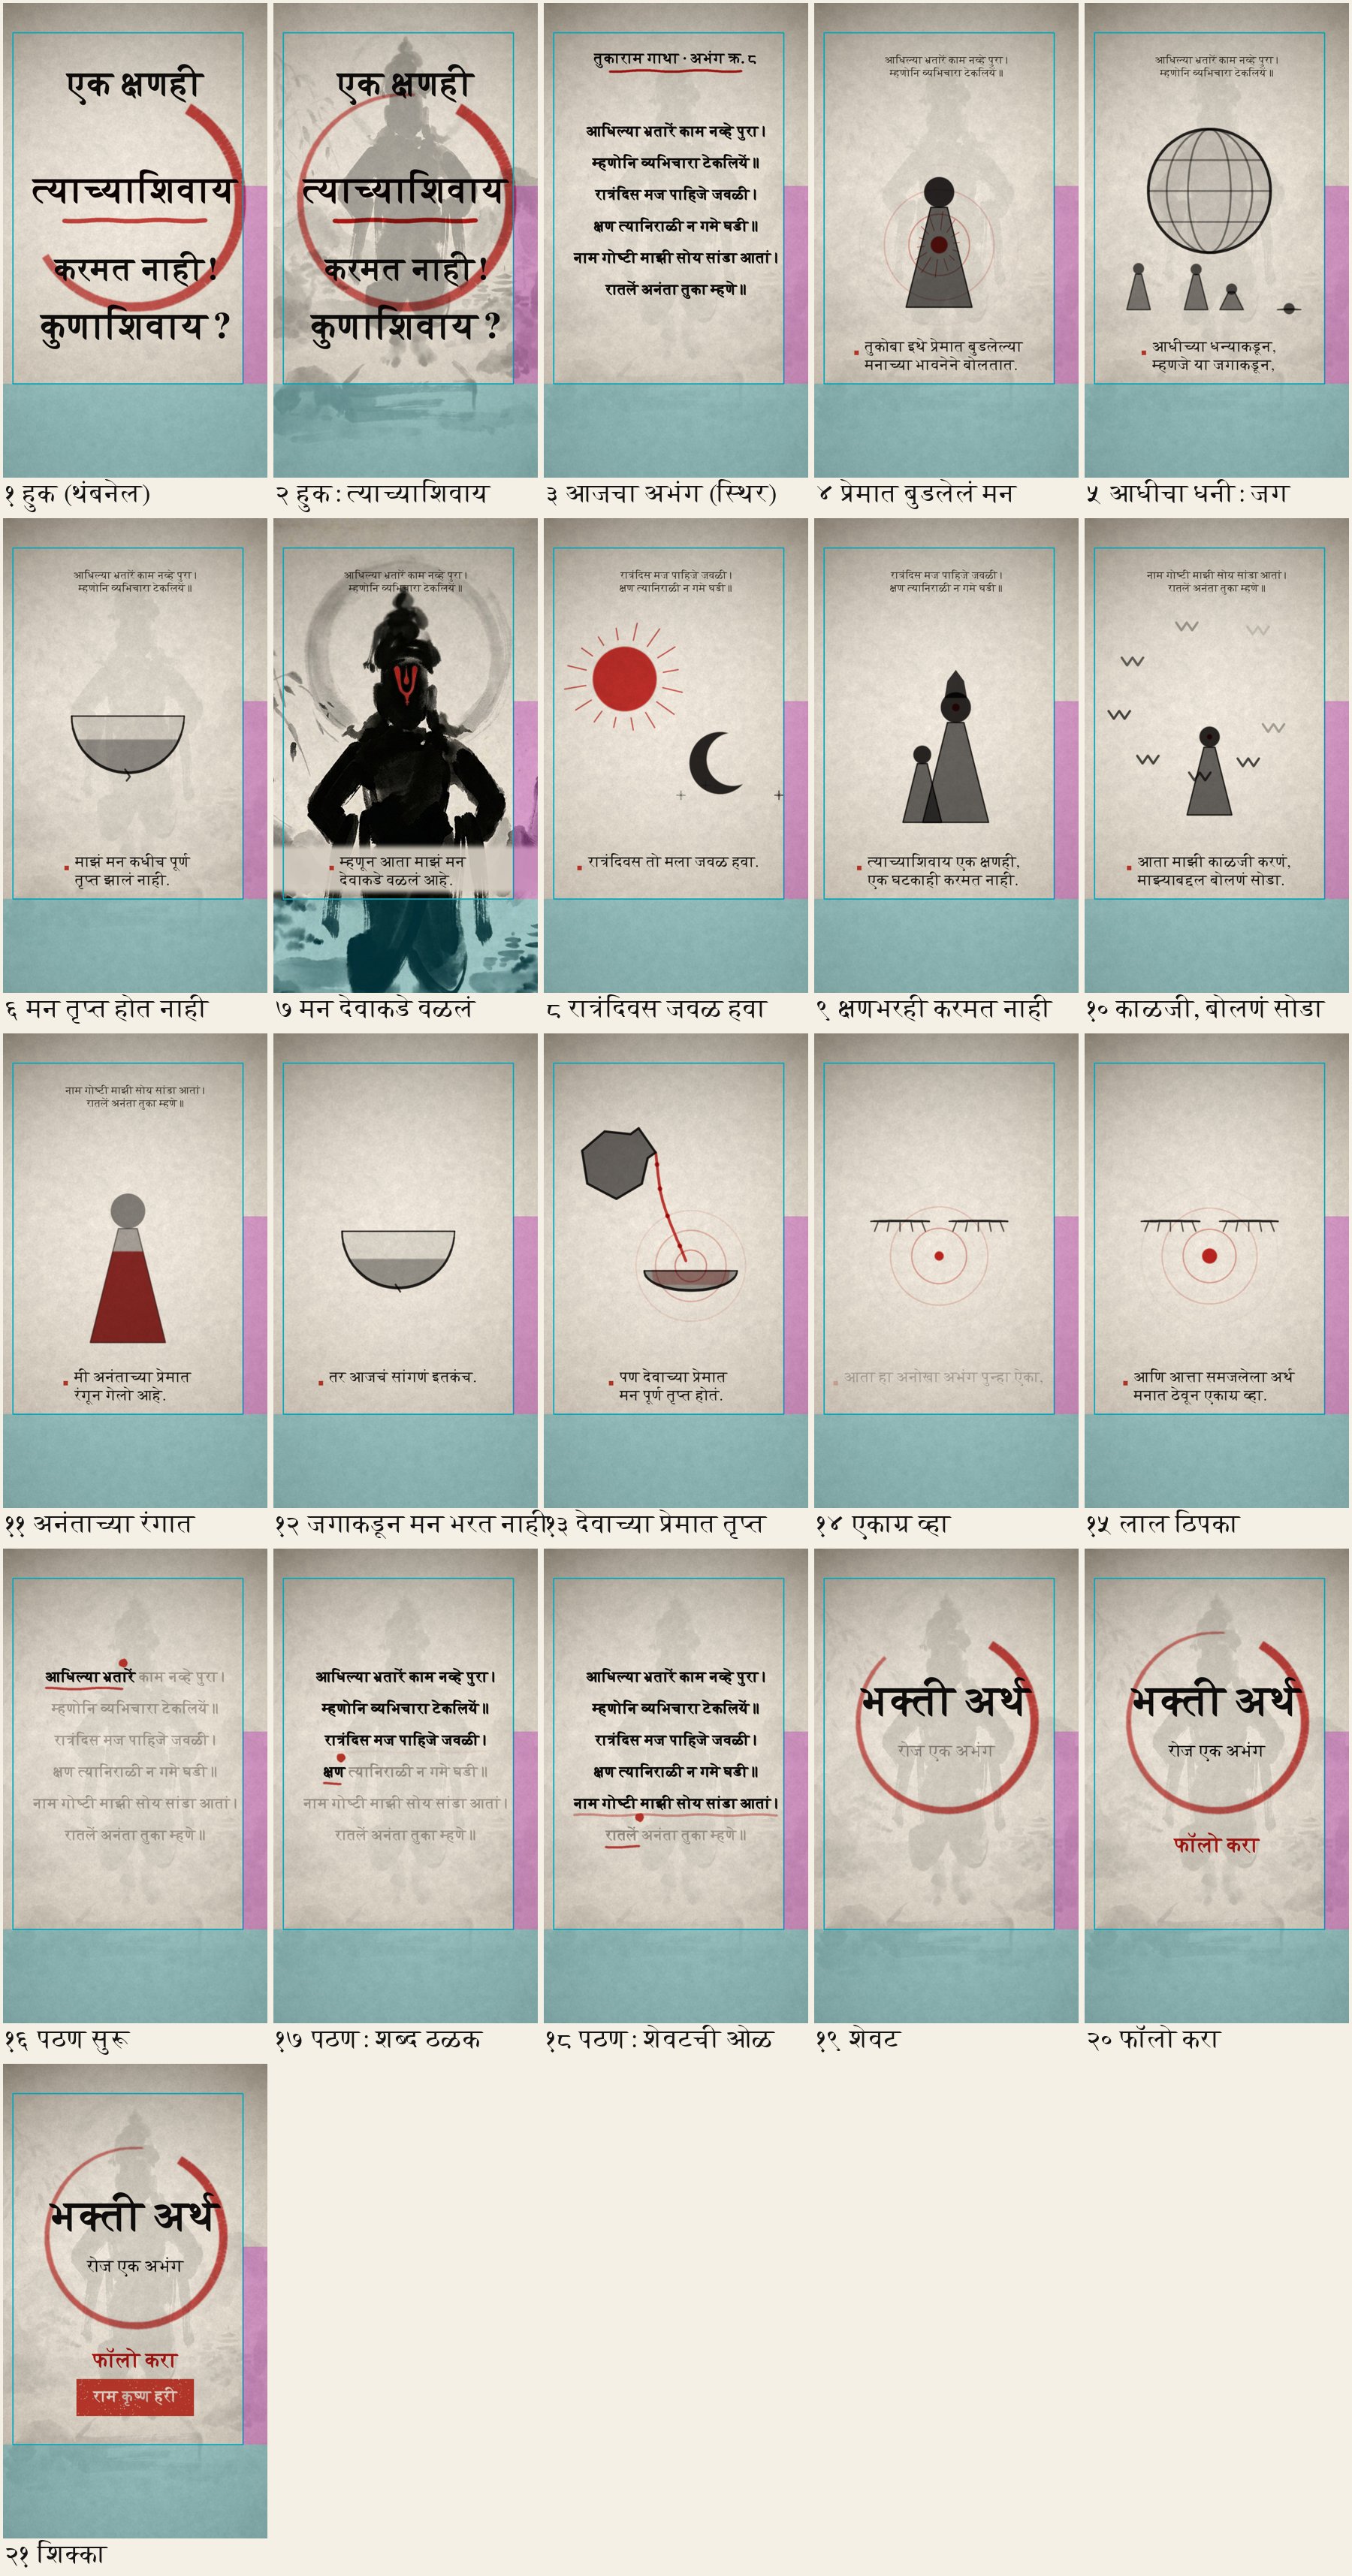 एक क्षणही
त्याच्याशिवाय
करमत नाही!
कुणाशिवाय?
१ हुक (थंबनेल)
एक क्षणही
त्याच्याशिवाय
करमत नाही!
कुणाशिवाय?
२ हुक: त्याच्याशिवाय
तुकाराम गाथा · अभंग क्र. ८
आधिल्या भ्रतारें काम नव्हे पुरा।
म्हणोनि व्यभिचारा टेकलियें॥
रात्रंदिस मज पाहिजे जवळी।
क्षण त्यानिराळी न गमे घडी॥
नाम गोष्टी माझी सोय सांडा आतां।
रातलें अनंता तुका म्हणे॥
३ आजचा अभंग (स्थिर)
आधिल्या भ्रतारें काम नव्हे पुरा।
म्हणोनि व्यभिचारा टेकलियें॥
तुकोबा इथे प्रेमात बुडलेल्या
मनाच्या भावनेने बोलतात.
४ प्रेमात बुडलेलं मन
आधिल्या भ्रतारें काम नव्हे पुरा।
म्हणोनि व्यभिचारा टेकलियें॥
आधीच्या धन्याकडून,
म्हणजे या जगाकडून,
५ आधीचा धनी: जग
आधिल्या भ्रतारें काम नव्हे पुरा।
म्हणोनि व्यभिचारा टेकलियें॥
माझं मन कधीच पूर्ण
तृप्त झालं नाही.
६ मन तृप्त होत नाही
आधिल्या भ्रतारें काम नव्हे पुरा।
म्हणोनि व्यभिचारा टेकलियें॥
म्हणून आता माझं मन
देवाकडे वळलं आहे.
७ मन देवाकडे वळलं
रात्रंदिस मज पाहिजे जवळी।
क्षण त्यानिराळी न गमे घडी॥
रात्रंदिवस तो मला जवळ हवा.
८ रात्रंदिवस जवळ हवा
रात्रंदिस मज पाहिजे जवळी।
क्षण त्यानिराळी न गमे घडी॥
त्याच्याशिवाय एक क्षणही,
एक घटकाही करमत नाही.
९ क्षणभरही करमत नाही
नाम गोष्टी माझी सोय सांडा आतां।
रातलें अनंता तुका म्हणे॥
आता माझी काळजी करणं,
माझ्याबद्दल बोलणं सोडा.
१० काळजी, बोलणं सोडा
नाम गोष्टी माझी सोय सांडा आतां।
रातलें अनंता तुका म्हणे॥
मी अनंताच्या प्रेमात
रंगून गेलो आहे.
११ अनंताच्या रंगात
तर आजचं सांगणं इतकंच.
१२ जगाकडून मन भरत नाही
पण देवाच्या प्रेमात
मन पूर्ण तृप्त होतं.
१३ देवाच्या प्रेमात तृप्त
आता हा अनोखा अभंग पुन्हा ऐका,
१४ एकाग्र व्हा
आणि आत्ता समजलेला अर्थ
मनात ठेवून एकाग्र व्हा.
१५ लाल ठिपका
आधिल्या भ्रतारें काम नव्हे पुरा।
म्हणोनि व्यभिचारा टेकलियें॥
रात्रंदिस मज पाहिजे जवळी।
क्षण त्यानिराळी न गमे घडी॥
नाम गोष्टी माझी सोय सांडा आतां।
रातलें अनंता तुका म्हणे॥
१६ पठण सुरू
आधिल्या भ्रतारें काम नव्हे पुरा।
म्हणोनि व्यभिचारा टेकलियें॥
रात्रंदिस मज पाहिजे जवळी।
क्षण त्यानिराळी न गमे घडी॥
नाम गोष्टी माझी सोय सांडा आतां।
रातलें अनंता तुका म्हणे॥
१७ पठण: शब्द ठळक
आधिल्या भ्रतारें काम नव्हे पुरा।
म्हणोनि व्यभिचारा टेकलियें॥
रात्रंदिस मज पाहिजे जवळी।
क्षण त्यानिराळी न गमे घडी॥
नाम गोष्टी माझी सोय सांडा आतां।
रातलें अनंता तुका म्हणे॥
१८ पठण: शेवटची ओळ
भक्ती अर्थ
रोज एक अभंग
१९ शेवट
भक्ती अर्थ
रोज एक अभंग
फॉलो करा
२० फॉलो करा
भक्ती अर्थ
रोज एक अभंग
फॉलो करा
राम कृष्ण हरी
२१ शिक्का